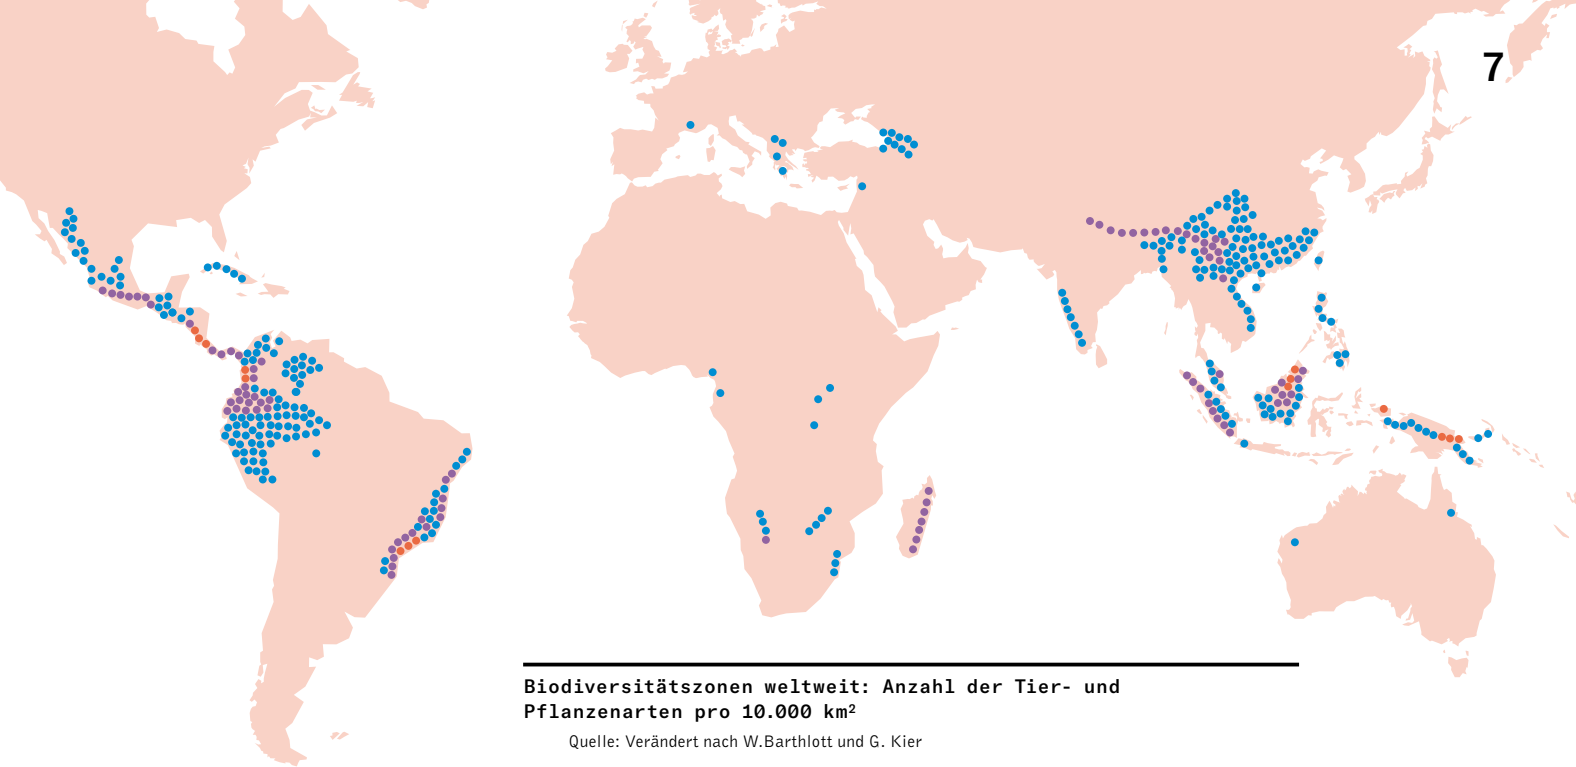 7
Biodiversitätszonen weltweit: Anzahl der Tier- und
Pflanzenarten pro 10.000 km²
Quelle: Verändert nach W.Barthlott und G. Kier